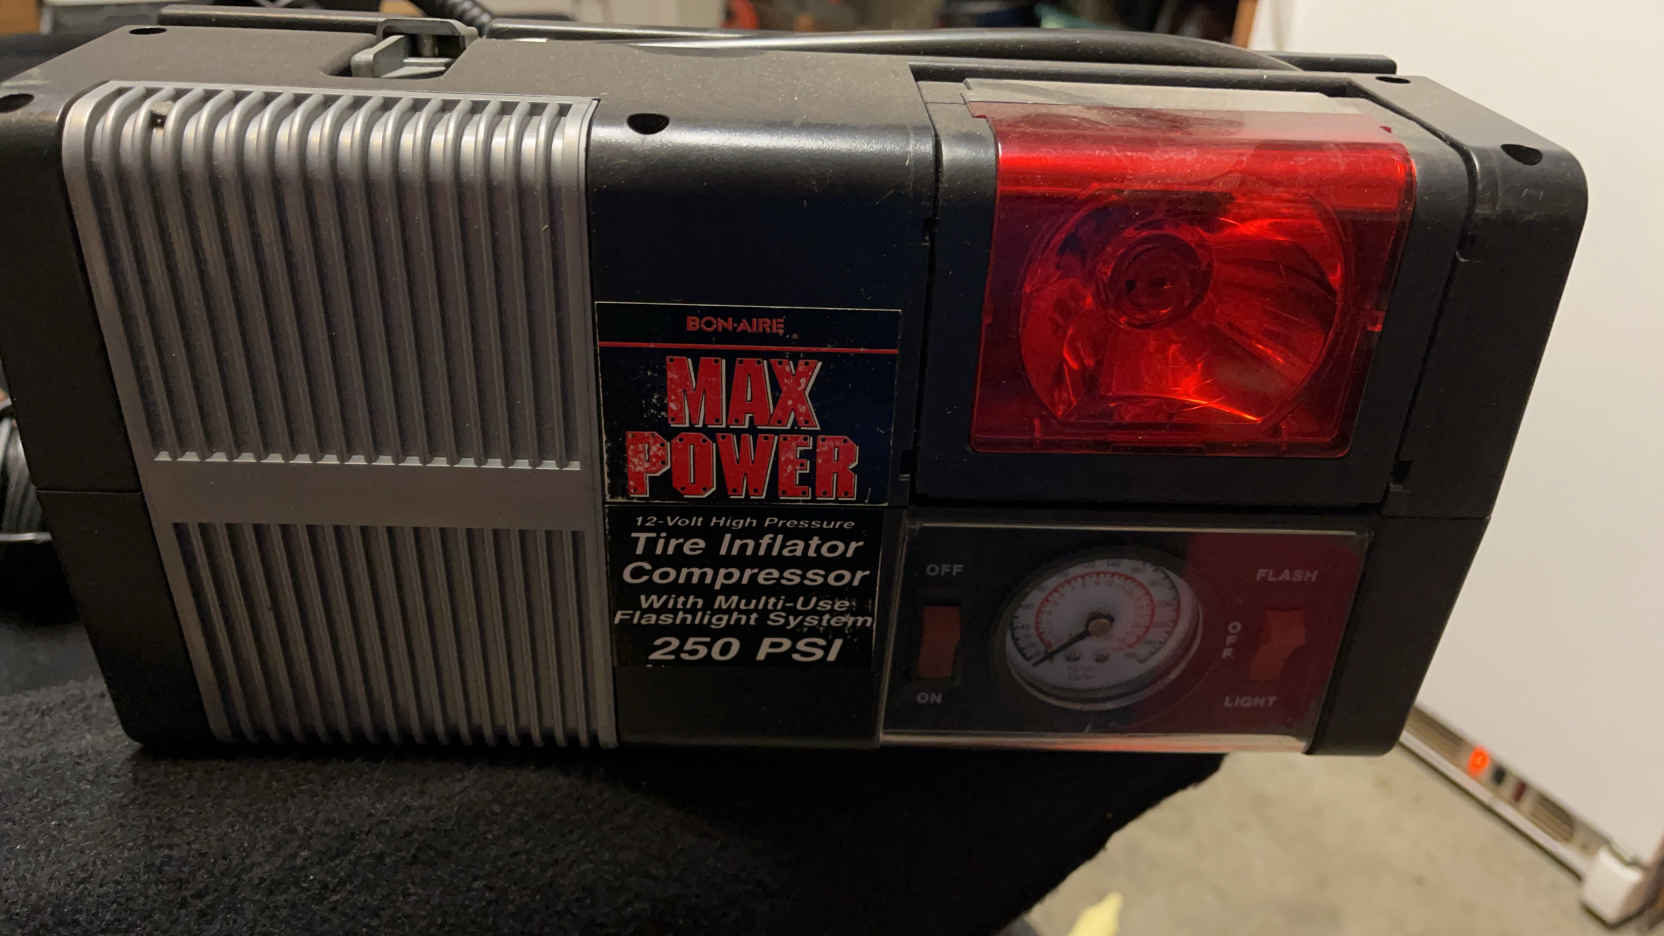 BON-AIRE
MAX
POWER
12-Volt High Pressure
Tire Inflator
Compressor
With Multi-Use
Flashlight System
250 PSI
OFF
ON
FLASH
OFF
LIGHT